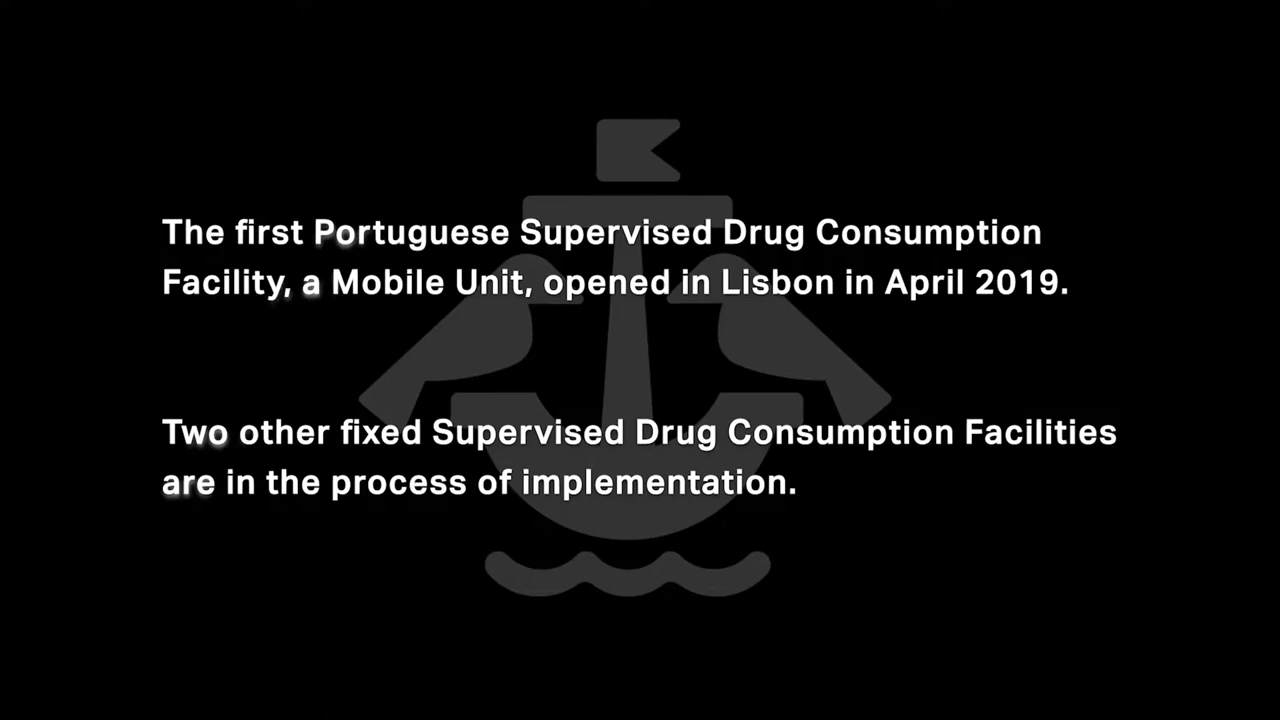 The first Portuguese Supervised Drug Consumption
Facility, a Mobile Unit, opened in Lisbon in April 2019.
Two other fixed Supervised Drug Consumption Facilities
are in the process of implementation.